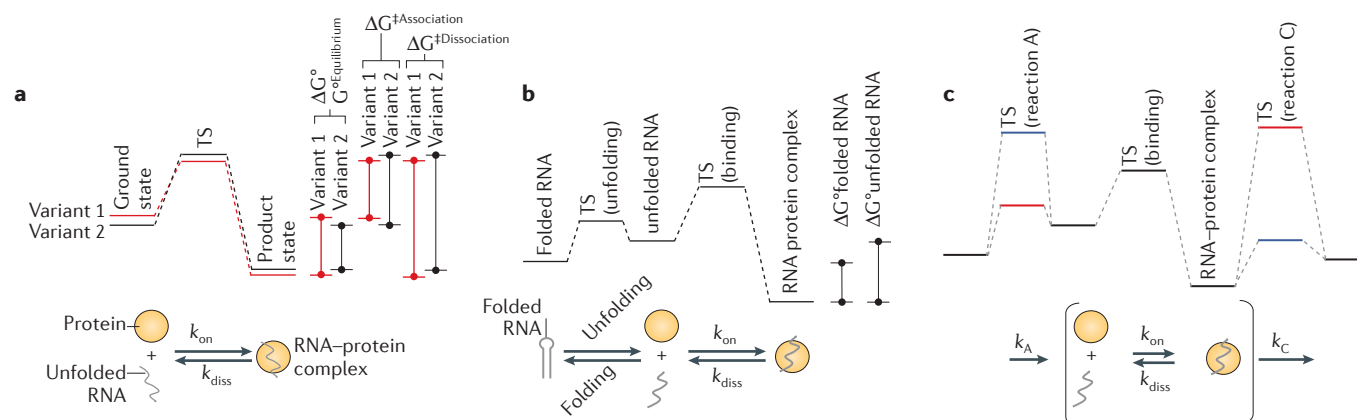 a
ΔG°
G°Equilibrium
Variant 1
Variant 2
ΔG‡Association
Variant 1
Variant 2
ΔG‡Dissociation
Variant 1
Variant 2
Ground
state
TS
Product
state
Variant 1
Variant 2
Protein
+
Unfolded
RNA
kon
kdiss
RNA–protein
complex
b
Folded RNA
TS
(unfolding)
unfolded RNA
TS
(binding)
RNA protein complex
ΔG°folded RNA
ΔG°unfolded RNA
Folded
RNA
Unfolding
Folding
+
kon
kdiss
c
TS
(reaction A)
TS
(binding)
RNA–protein complex
TS
(reaction C)
kA
+
kon
kdiss
kC